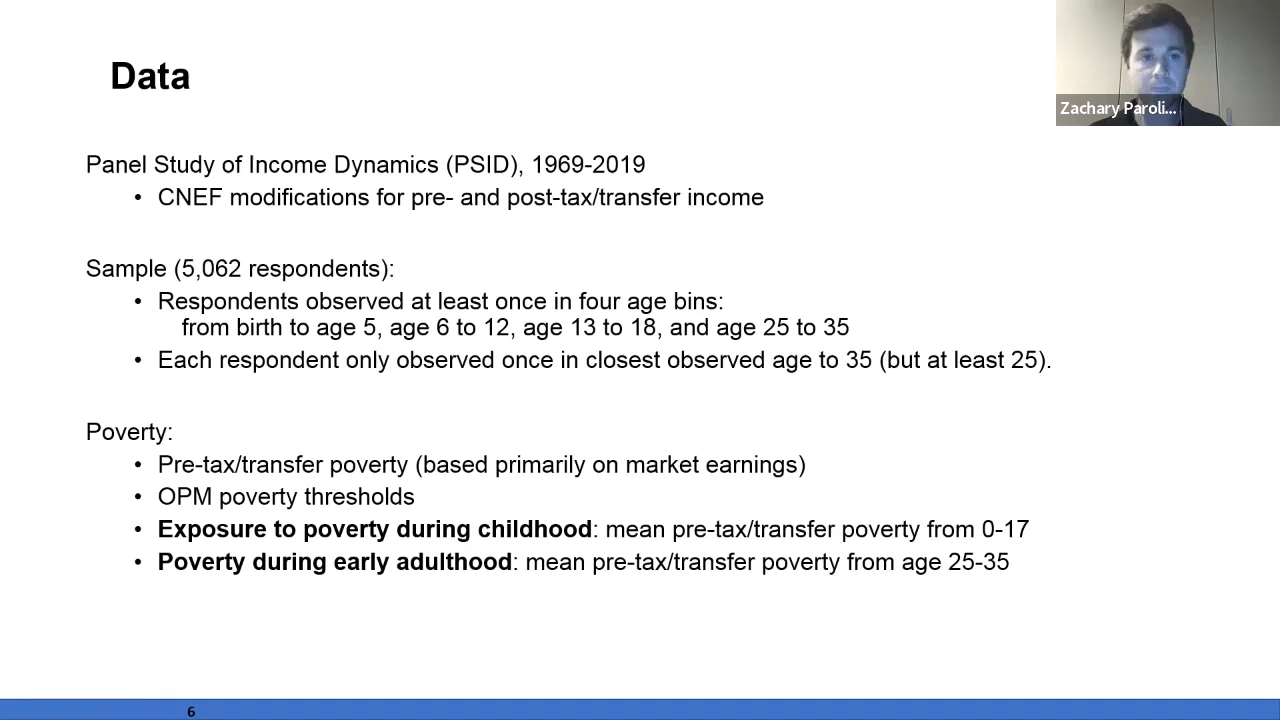 Data
Zachary Paroli...
Panel Study of Income Dynamics (PSID), 1969-2019
• CNEF modifications for pre- and post-tax/transfer income
Sample (5,062 respondents):
• Respondents observed at least once in four age bins:
from birth to age 5, age 6 to 12, age 13 to 18, and age 25 to 35
• Each respondent only observed once in closest observed age to 35 (but at least 25).
Poverty:
• Pre-tax/transfer poverty (based primarily on market earnings)
• OPM poverty thresholds
• Exposure to poverty during childhood: mean pre-tax/transfer poverty from 0-17
• Poverty during early adulthood: mean pre-tax/transfer poverty from age 25-35
6